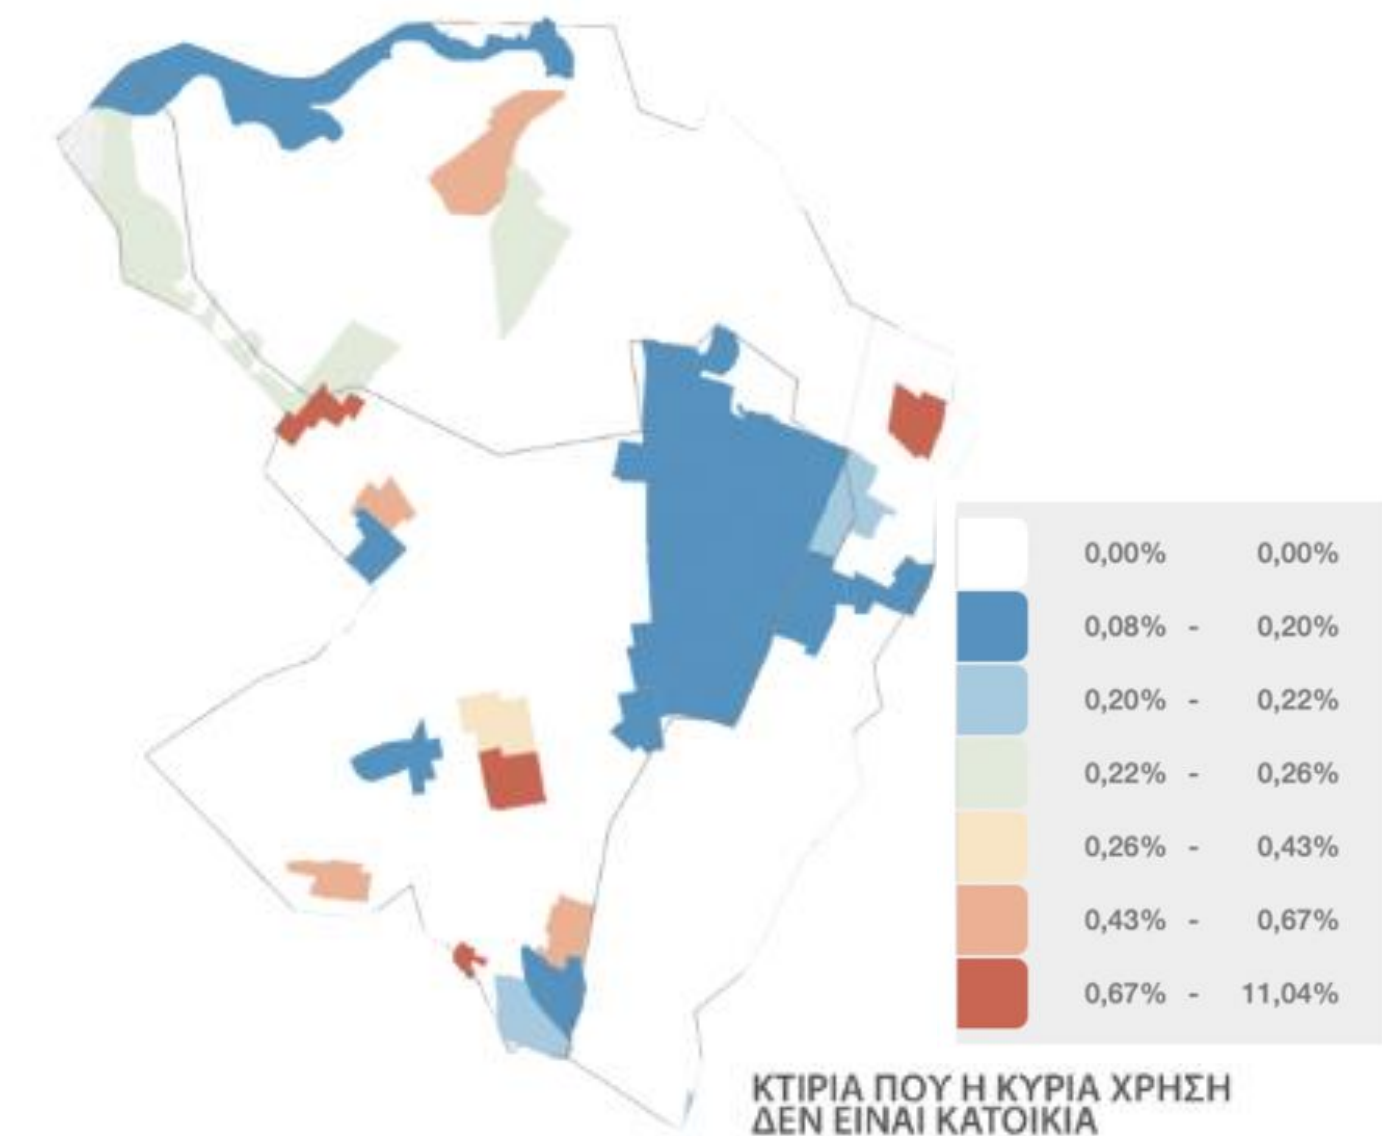 0,00% 0,00%
0,08% - 0,20%
0,20% - 0,22%
0,22% - 0,26%
0,26% - 0,43%
0,43% - 0,67%
0,67% - 11,04%
ΚΤΙΡΙΑ ΠΟΥ Η ΚΥΡΙΑ ΧΡΗΣΗ
ΔΕΝ ΕΙΝΑΙ ΚΑΤΟΙΚΙΑ